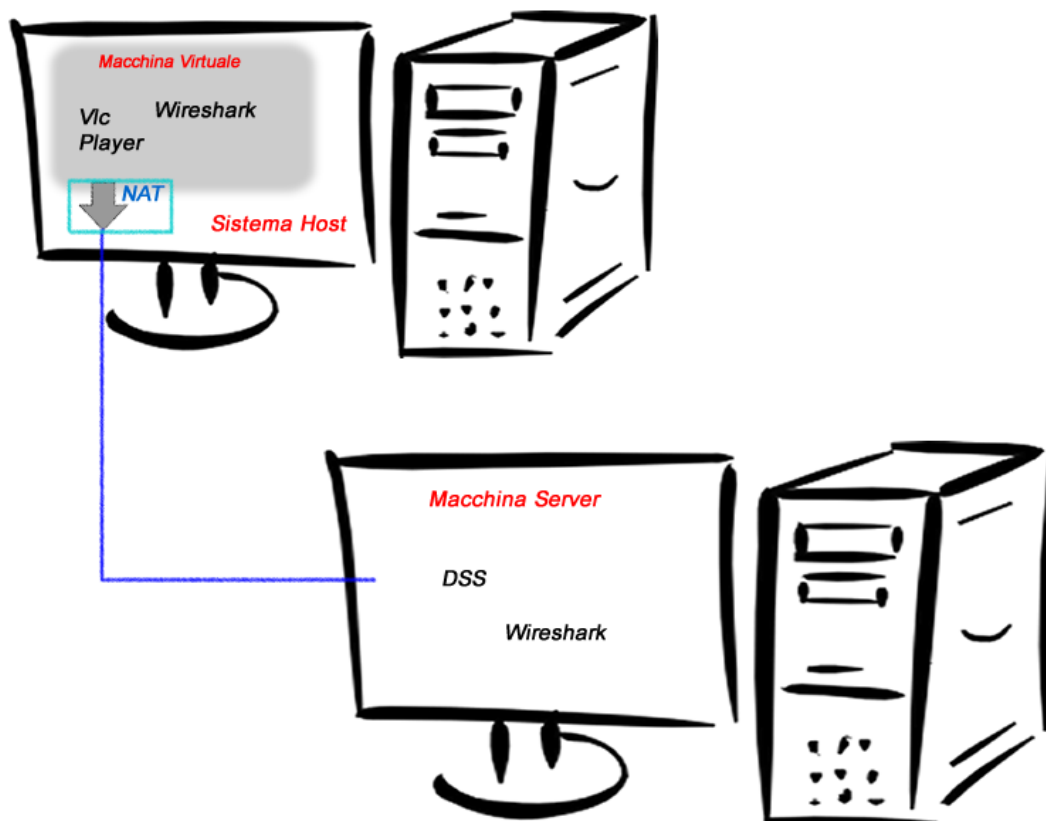 Macchina Virtuale
Wireshark
Vlc
Player
NAT
Sistema Host
Macchina Server
DSS
Wireshark